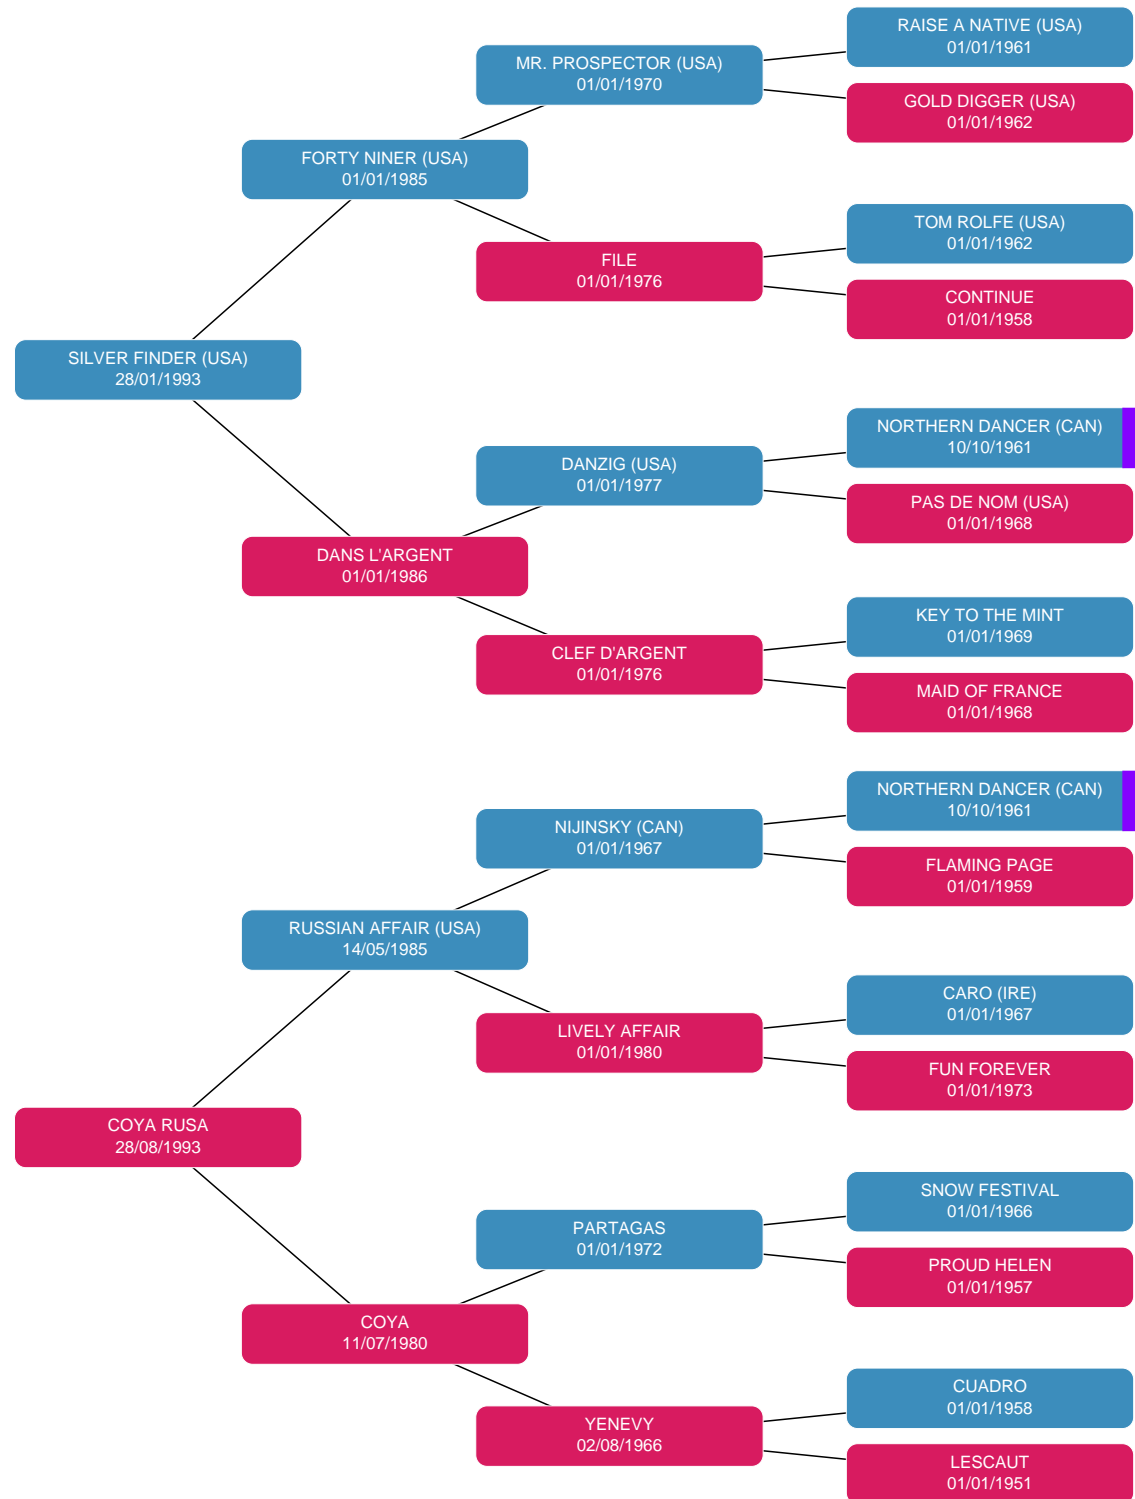 RAISE A NATIVE (USA)
01/01/1961
MR. PROSPECTOR (USA)
01/01/1970
GOLD DIGGER (USA)
01/01/1962
FORTY NINER (USA)
01/01/1985
TOM ROLFE (USA)
01/01/1962
FILE
01/01/1976
CONTINUE
01/01/1958
SILVER FINDER (USA)
28/01/1993
NORTHERN DANCER (CAN)
10/10/1961
DANZIG (USA)
01/01/1977
PAS DE NOM (USA)
01/01/1968
DANS L'ARGENT
01/01/1986
KEY TO THE MINT
01/01/1969
CLEF D'ARGENT
01/01/1976
MAID OF FRANCE
01/01/1968
NORTHERN DANCER (CAN)
10/10/1961
NIJINSKY (CAN)
01/01/1967
FLAMING PAGE
01/01/1959
RUSSIAN AFFAIR (USA)
14/05/1985
CARO (IRE)
01/01/1967
LIVELY AFFAIR
01/01/1980
FUN FOREVER
01/01/1973
COYA RUSA
28/08/1993
SNOW FESTIVAL
01/01/1966
PARTAGAS
01/01/1972
PROUD HELEN
01/01/1957
COYA
11/07/1980
CUADRO
01/01/1958
YENEVY
02/08/1966
LESCAUT
01/01/1951